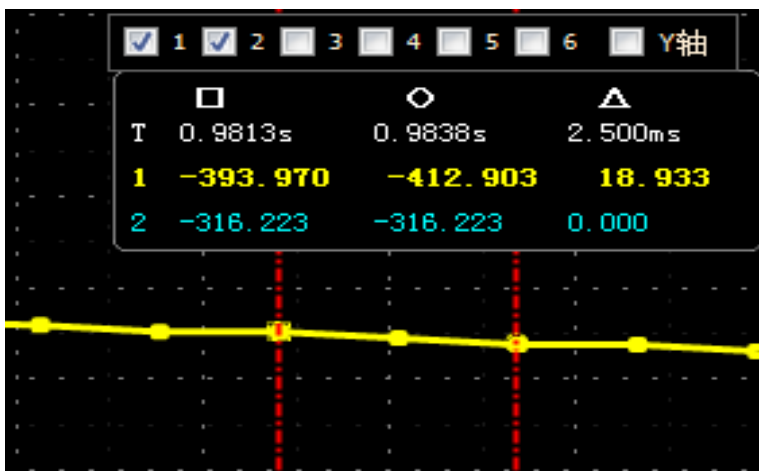 1 2 3 4 5 6 Y轴
T 0.9813s 0.9838s 2.500ms
1 -393.970 -412.903 18.933
2 -316.223 -316.223 0.000